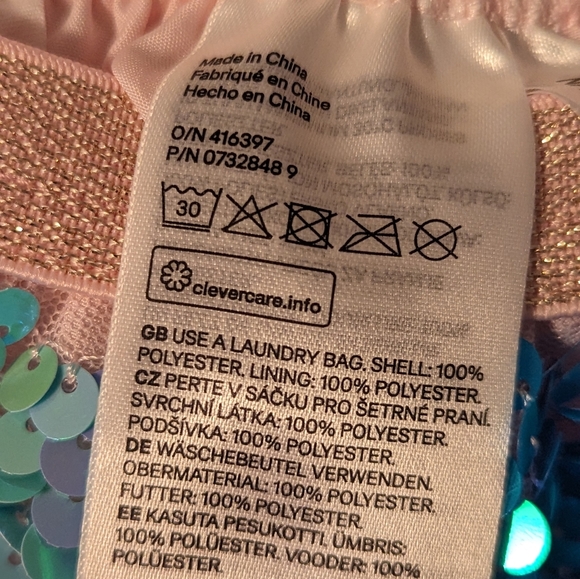 Made in China
Fabriqué en Chine
Hecho en China
O/N 416397
P/N 0732848 9
30
clevercare.info
GB USE A LAUNDRY BAG. SHELL: 100%
POLYESTER. LINING: 100% POLYESTER.
CZ PERTE V SÁČKU PRO ŠETRNÉ PRANÍ.
SVRCHNÍ LÁTKA: 100% POLYESTER.
PODŠÍVKA: 100% POLYESTER.
DE WÄSCHEBEUTEL VERWENDEN.
OBERMATERIAL: 100% POLYESTER.
FUTTER: 100% POLYESTER.
EE KASUTA PESUKOTTI. ÜMBRIS:
100% POLÜESTER. VOODER: 100%
POLÜESTER.